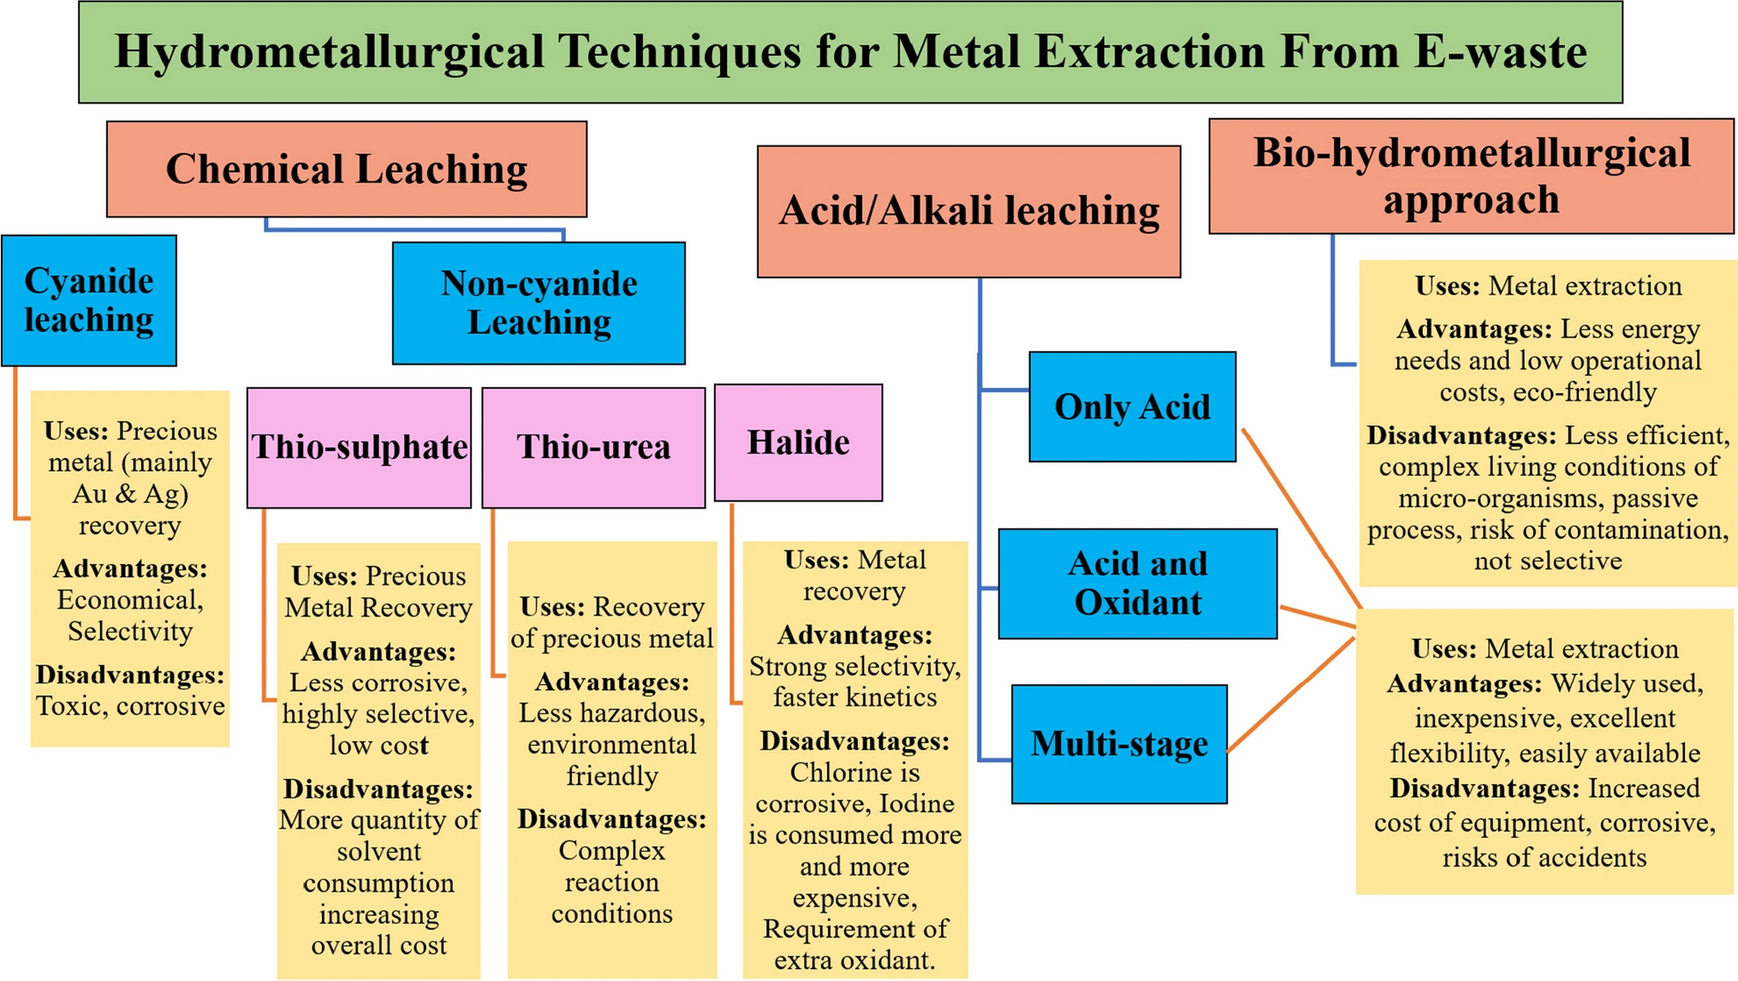 Hydrometallurgical Techniques for Metal Extraction From E-waste
Chemical Leaching
Cyanide
leaching
Uses: Precious
metal (mainly
Au & Ag)
recovery
Advantages:
Economical,
Selectivity
Disadvantages:
Toxic, corrosive
Non-cyanide
Leaching
Thio-sulphate
Uses: Precious
Metal Recovery
Advantages:
Less corrosive,
highly selective,
low cost
Disadvantages:
More quantity of
solvent
consumption
increasing
overall cost
Thio-urea
Uses: Recovery
of precious metal
Advantages:
Less hazardous,
environmental
friendly
Disadvantages:
Complex
reaction
conditions
Halide
Uses: Metal
recovery
Advantages:
Strong selectivity,
faster kinetics
Disadvantages:
Chlorine is
corrosive, Iodine
is consumed more
and more
expensive,
Requirement of
extra oxidant.
Acid/Alkali leaching
Only Acid
Acid and
Oxidant
Multi-stage
Uses: Metal extraction
Advantages: Widely used,
inexpensive, excellent
flexibility, easily available
Disadvantages: Increased
cost of equipment, corrosive,
risks of accidents
Bio-hydrometallurgical
approach
Uses: Metal extraction
Advantages: Less energy
needs and low operational
costs, eco-friendly
Disadvantages: Less efficient,
complex living conditions of
micro-organisms, passive
process, risk of contamination,
not selective